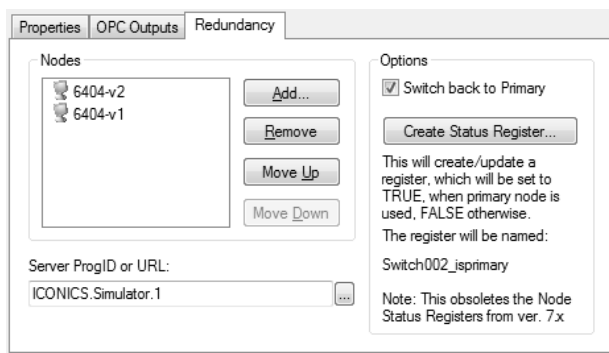 Properties
OPC Outputs
Redundancy
Nodes
6404-v2
6404-v1
Add...
Remove
Move Up
Move Down
Server ProgID or URL:
ICONICS.Simulator.1
...
Options
Switch back to Primary
Create Status Register...
This will create/update a
register, which will be set to
TRUE, when primary node is
used, FALSE otherwise.
The register will be named:
Switch002_isprimary
Note: This obsoletes the Node
Status Registers from ver. 7.x